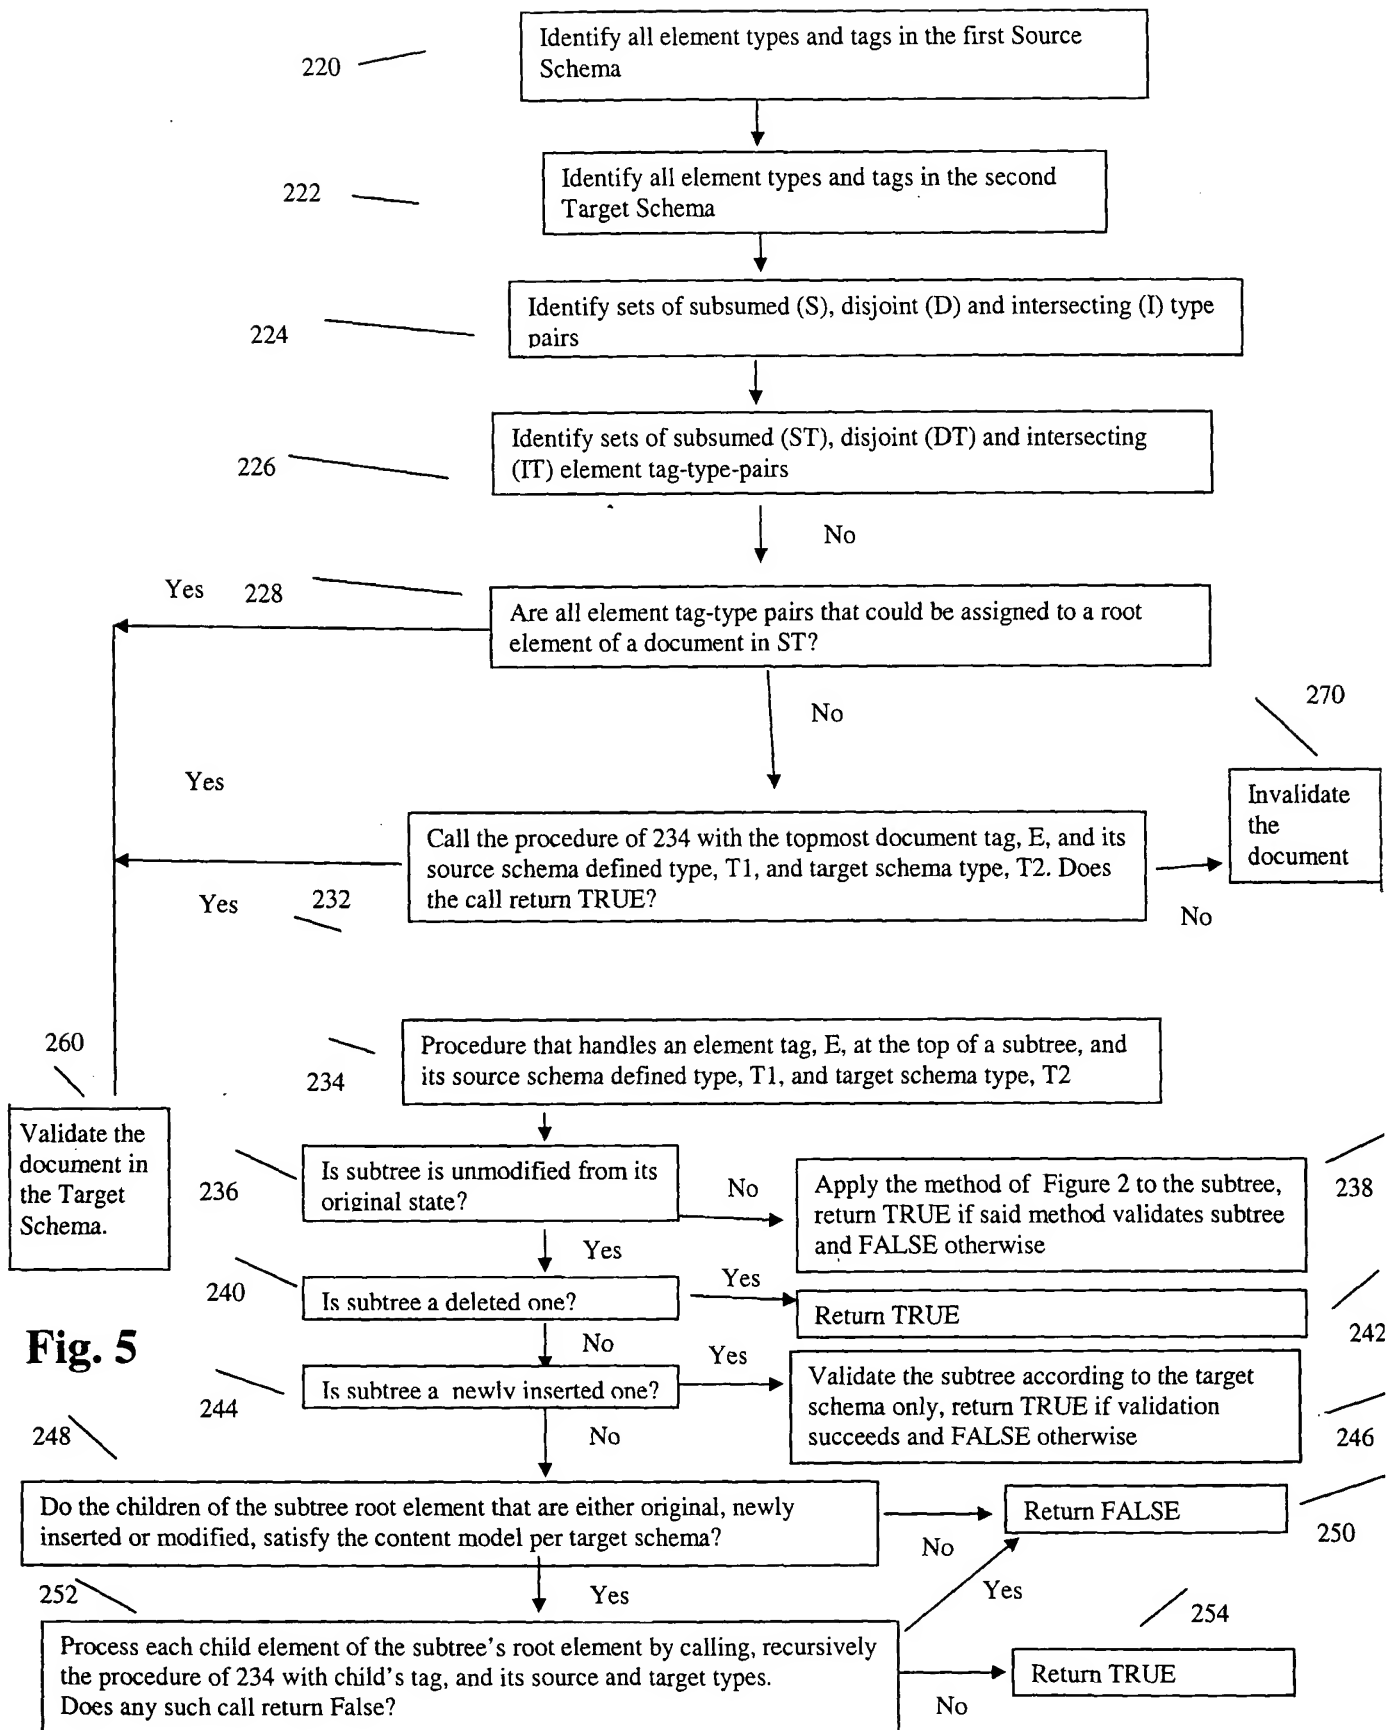 220
Identify all element types and tags in the first Source
Schema
222
Identify all element types and tags in the second
Target Schema
224
Identify sets of subsumed (S), disjoint (D) and intersecting (I) type
pairs
226
Identify sets of subsumed (ST), disjoint (DT) and intersecting
(IT) element tag-type-pairs
No
Yes
228
Are all element tag-type pairs that could be assigned to a root
element of a document in ST?
No
270
Yes
Invalidate
the
document
Call the procedure of 234 with the topmost document tag, E, and its
source schema defined type, T1, and target schema type, T2. Does
the call return TRUE?
Yes
232
No
260
234
Procedure that handles an element tag, E, at the top of a subtree, and
its source schema defined type, T1, and target schema type, T2
Validate the
document in
the Target
Schema.
236
Is subtree is unmodified from its
original state?
No
Apply the method of Figure 2 to the subtree,
return TRUE if said method validates subtree
and FALSE otherwise
238
Yes
240
Is subtree a deleted one?
Yes
Return TRUE
242
Fig. 5
No
244
Is subtree a newly inserted one?
Yes
Validate the subtree according to the target
schema only, return TRUE if validation
succeeds and FALSE otherwise
246
No
248
Do the children of the subtree root element that are either original, newly
inserted or modified, satisfy the content model per target schema?
No
Return FALSE
250
Yes
252
Yes
254
Process each child element of the subtree's root element by calling, recursively
the procedure of 234 with child's tag, and its source and target types.
Does any such call return False?
No
Return TRUE